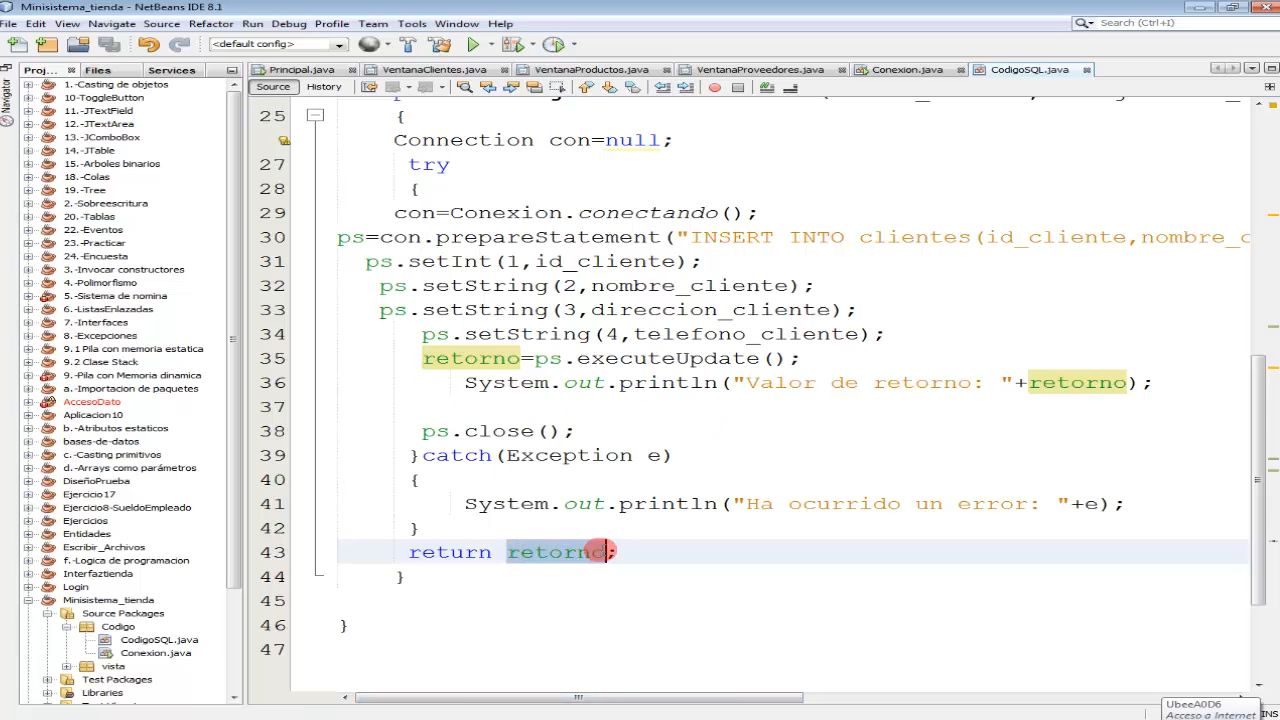 Minisistema_tienda - NetBeans IDE 8.1
File Edit View Navigate Source Refactor Run Debug Profile Team Tools Window Help
Search (Ctrl+I)
<default config>
Proj... Files Services
Principal.java VentanaClientes.java VentanaProductos.java VentanaProveedores.java Conexion.java CodigoSQL.java
Navigator
Source History
1.-Casting de objetos
10-ToggleButton
11.-JTextField
12.-JTextArea
13.-JComboBox
14.-JTable
15.-Arboles binarios
18.-Colas
19.-Tree
2.-Sobreescritura
20.-Tablas
22.-Eventos
23.-Practicar
24.-Encuesta
3.-Invocar constructores
4.-Polimorfismo
5.-Sistema de nomina
6.-ListasEnlazadas
7.-Interfaces
8.-Excepciones
9.1 Pila con memoria estatica
9.2 Clase Stack
9.-Pila con Memoria dinamica
a.-Importacion de paquetes
AccesoDato
Aplicacion10
b.-Atributos estaticos
bases-de-datos
c.-Casting primitivos
d.-Arrays como parámetros
DiseñoPrueba
Ejercicio17
Ejercicio8-SueldoEmpleado
Ejercicios
Entidades
Escribir_Archivos
f.-Logica de programacion
Interfaztienda
Login
Minisistema_tienda
Source Packages
Codigo
CodigoSQL.java
Conexion.java
vista
Test Packages
Libraries
25 {
Connection con=null;
27 try
28 {
29 con=Conexion.conectando();
30 ps=con.prepareStatement("INSERT INTO clientes(id_cliente,nombre_c
31 ps.setInt(1,id_cliente);
32 ps.setString(2,nombre_cliente);
33 ps.setString(3,direccion_cliente);
34 ps.setString(4,telefono_cliente);
35 retorno=ps.executeUpdate();
36 System.out.println("Valor de retorno: "+retorno);
37
38 ps.close();
39 }catch(Exception e)
40 {
41 System.out.println("Ha ocurrido un error: "+e);
42 }
43 return retorno;
44 }
45
46 }
47
UbeeA0D6
Acceso a Internet
INS